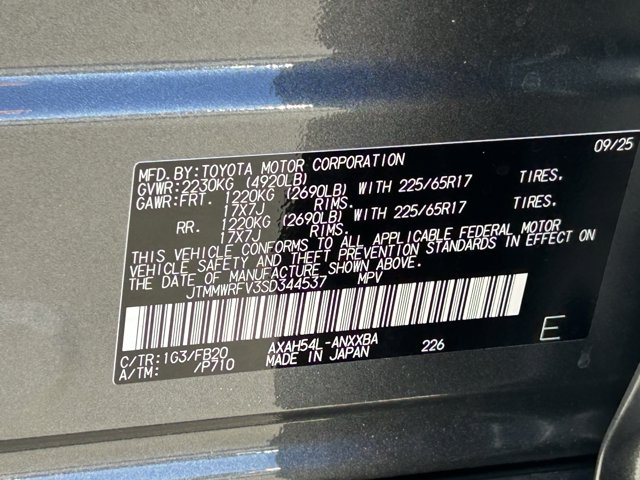 09/25
MFD.BY:TOYOTA MOTOR CORPORATION
GVWR:2230KG (4920LB)
GAWR:FRT. 1220KG (2690LB) WITH 225/65R17 TIRES.
17X7J RIMS.
RR. 1220KG (2690LB) WITH 225/65R17 TIRES.
17X7J RIMS.
THIS VEHICLE CONFORMS TO ALL APPLICABLE FEDERAL MOTOR
VEHICLE SAFETY AND THEFT PREVENTION STANDARDS IN EFFECT ON
THE DATE OF MANUFACTURE SHOWN ABOVE.
JTMMWRFV3SD344537 MPV
C/TR:1G3/FB20 AXAH54L-ANXXBA 226 E
A/TM: /P710 MADE IN JAPAN